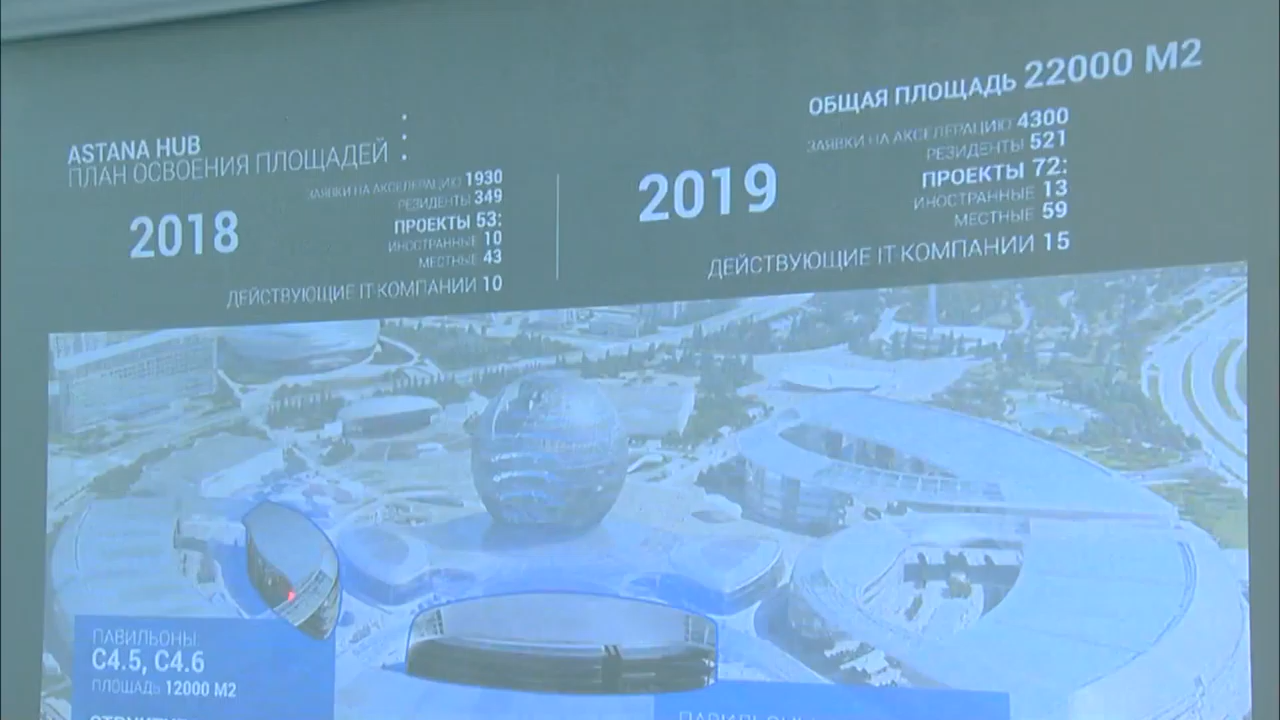 ASTANA HUB
ПЛАН ОСВОЕНИЯ ПЛОЩАДЕЙ
2018
ЗАЯВКИ НА АКСЕЛЕРАЦИЮ 1930
РЕЗИДЕНТЫ 349
ПРОЕКТЫ 53:
ИНОСТРАННЫЕ 10
МЕСТНЫЕ 43
ДЕЙСТВУЮЩИЕ IT КОМПАНИИ 10
ОБЩАЯ ПЛОЩАДЬ 22000 М2
2019
ЗАЯВКИ НА АКСЕЛЕРАЦИЮ 4300
РЕЗИДЕНТЫ 521
ПРОЕКТЫ 72:
ИНОСТРАННЫЕ 13
МЕСТНЫЕ 59
ДЕЙСТВУЮЩИЕ IT КОМПАНИИ 15
ПАВИЛЬОНЫ:
С4.5, С4.6
ПЛОЩАДЬ 12000 М2